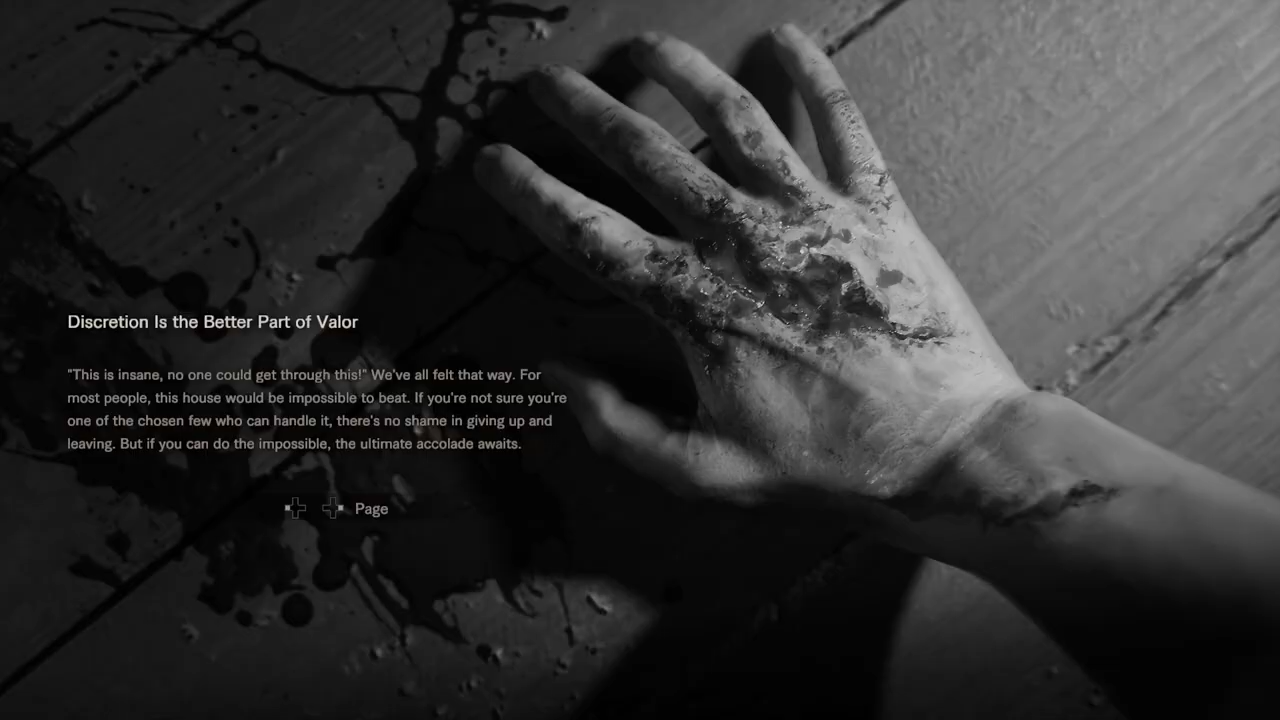 Discretion Is the Better Part of Valor
"This is insane, no one could get through this!" We've all felt that way. For
most people, this house would be impossible to beat. If you're not sure you're
one of the chosen few who can handle it, there's no shame in giving up and
leaving. But if you can do the impossible, the ultimate accolade awaits.
Page